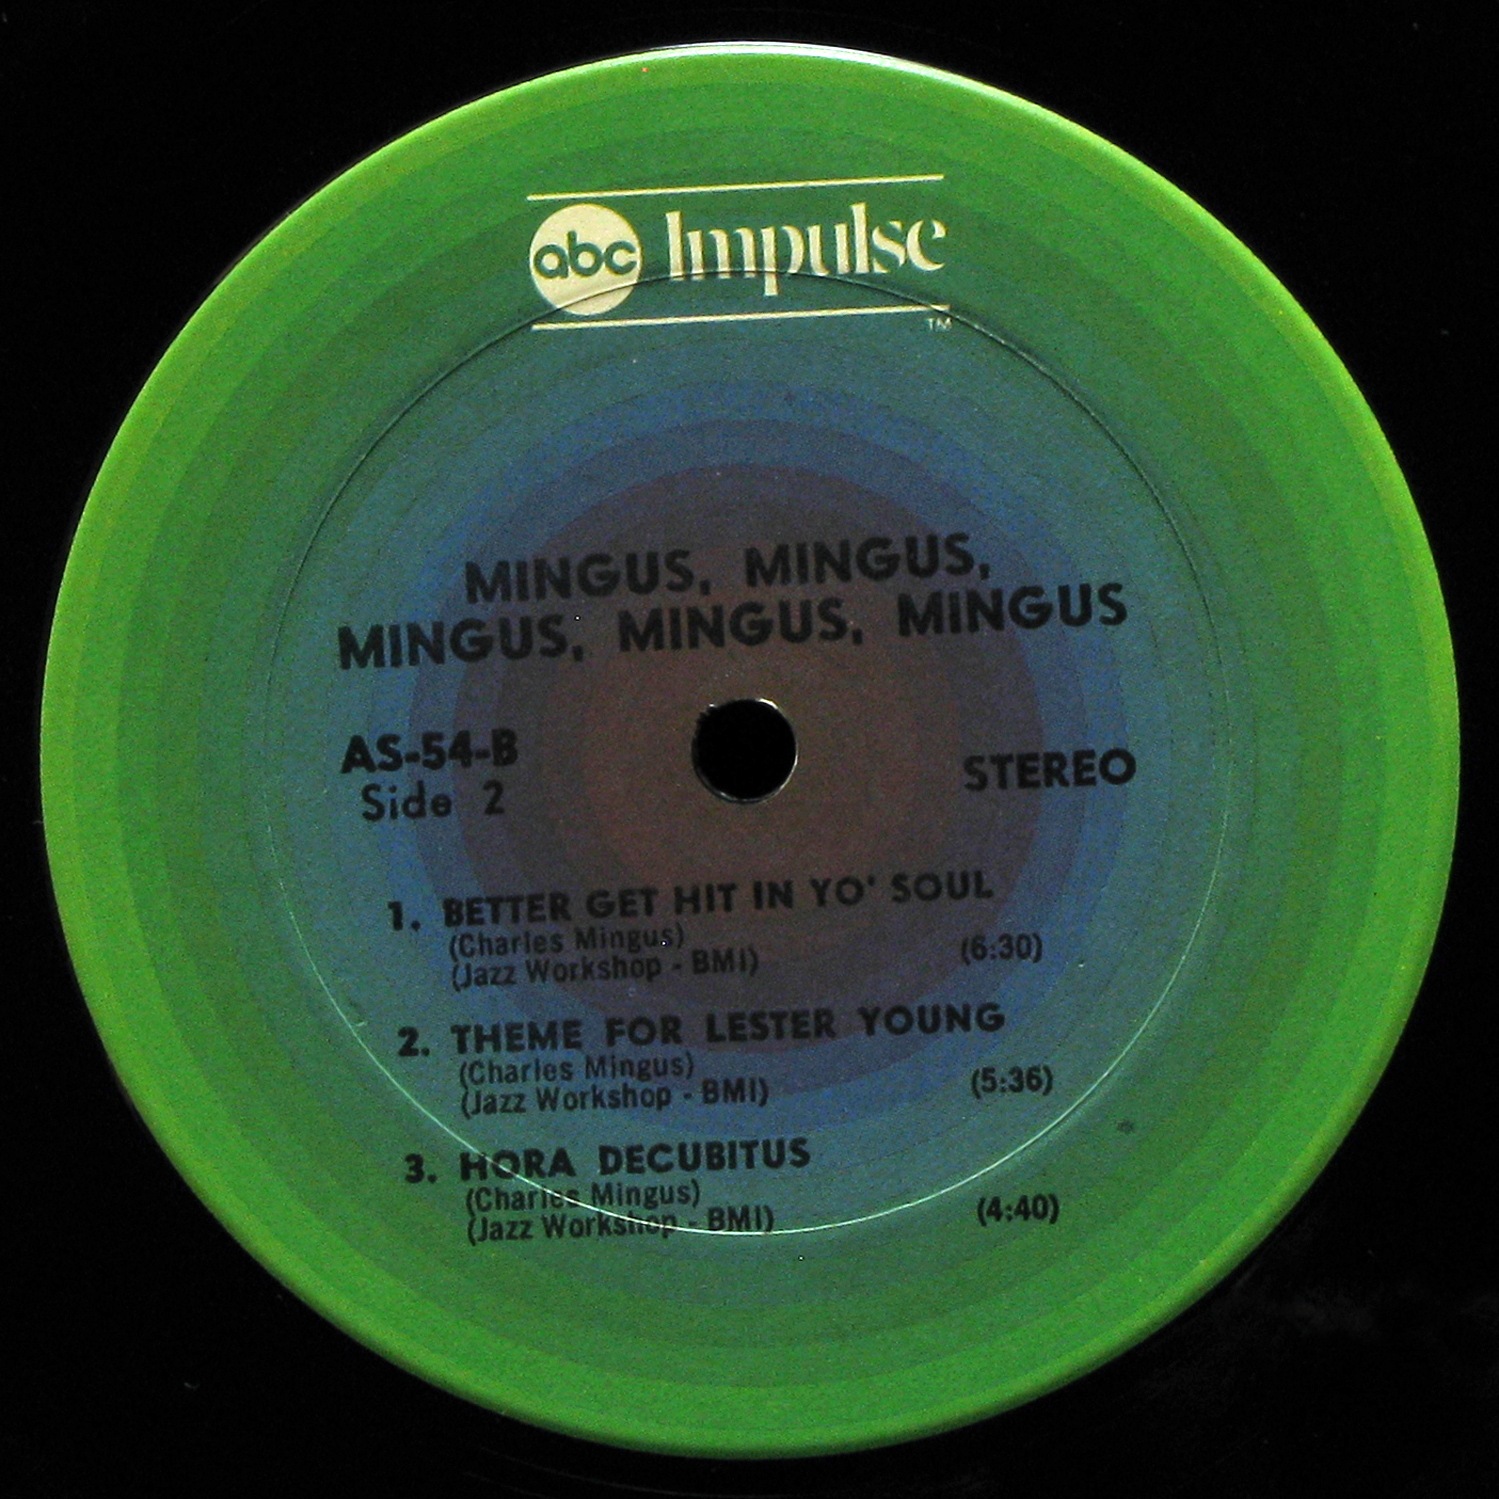 abc Impulse
TM
MINGUS, MINGUS,
MINGUS, MINGUS, MINGUS
AS-54-B
Side 2
STEREO
1. BETTER GET HIT IN YO' SOUL
(Charles Mingus)
(Jazz Workshop - BMI) (6:30)
2. THEME FOR LESTER YOUNG
(Charles Mingus)
(Jazz Workshop - BMI) (5:36)
3. HORA DECUBITUS
(Charles Mingus)
(Jazz Workshop - BMI) (4:40)